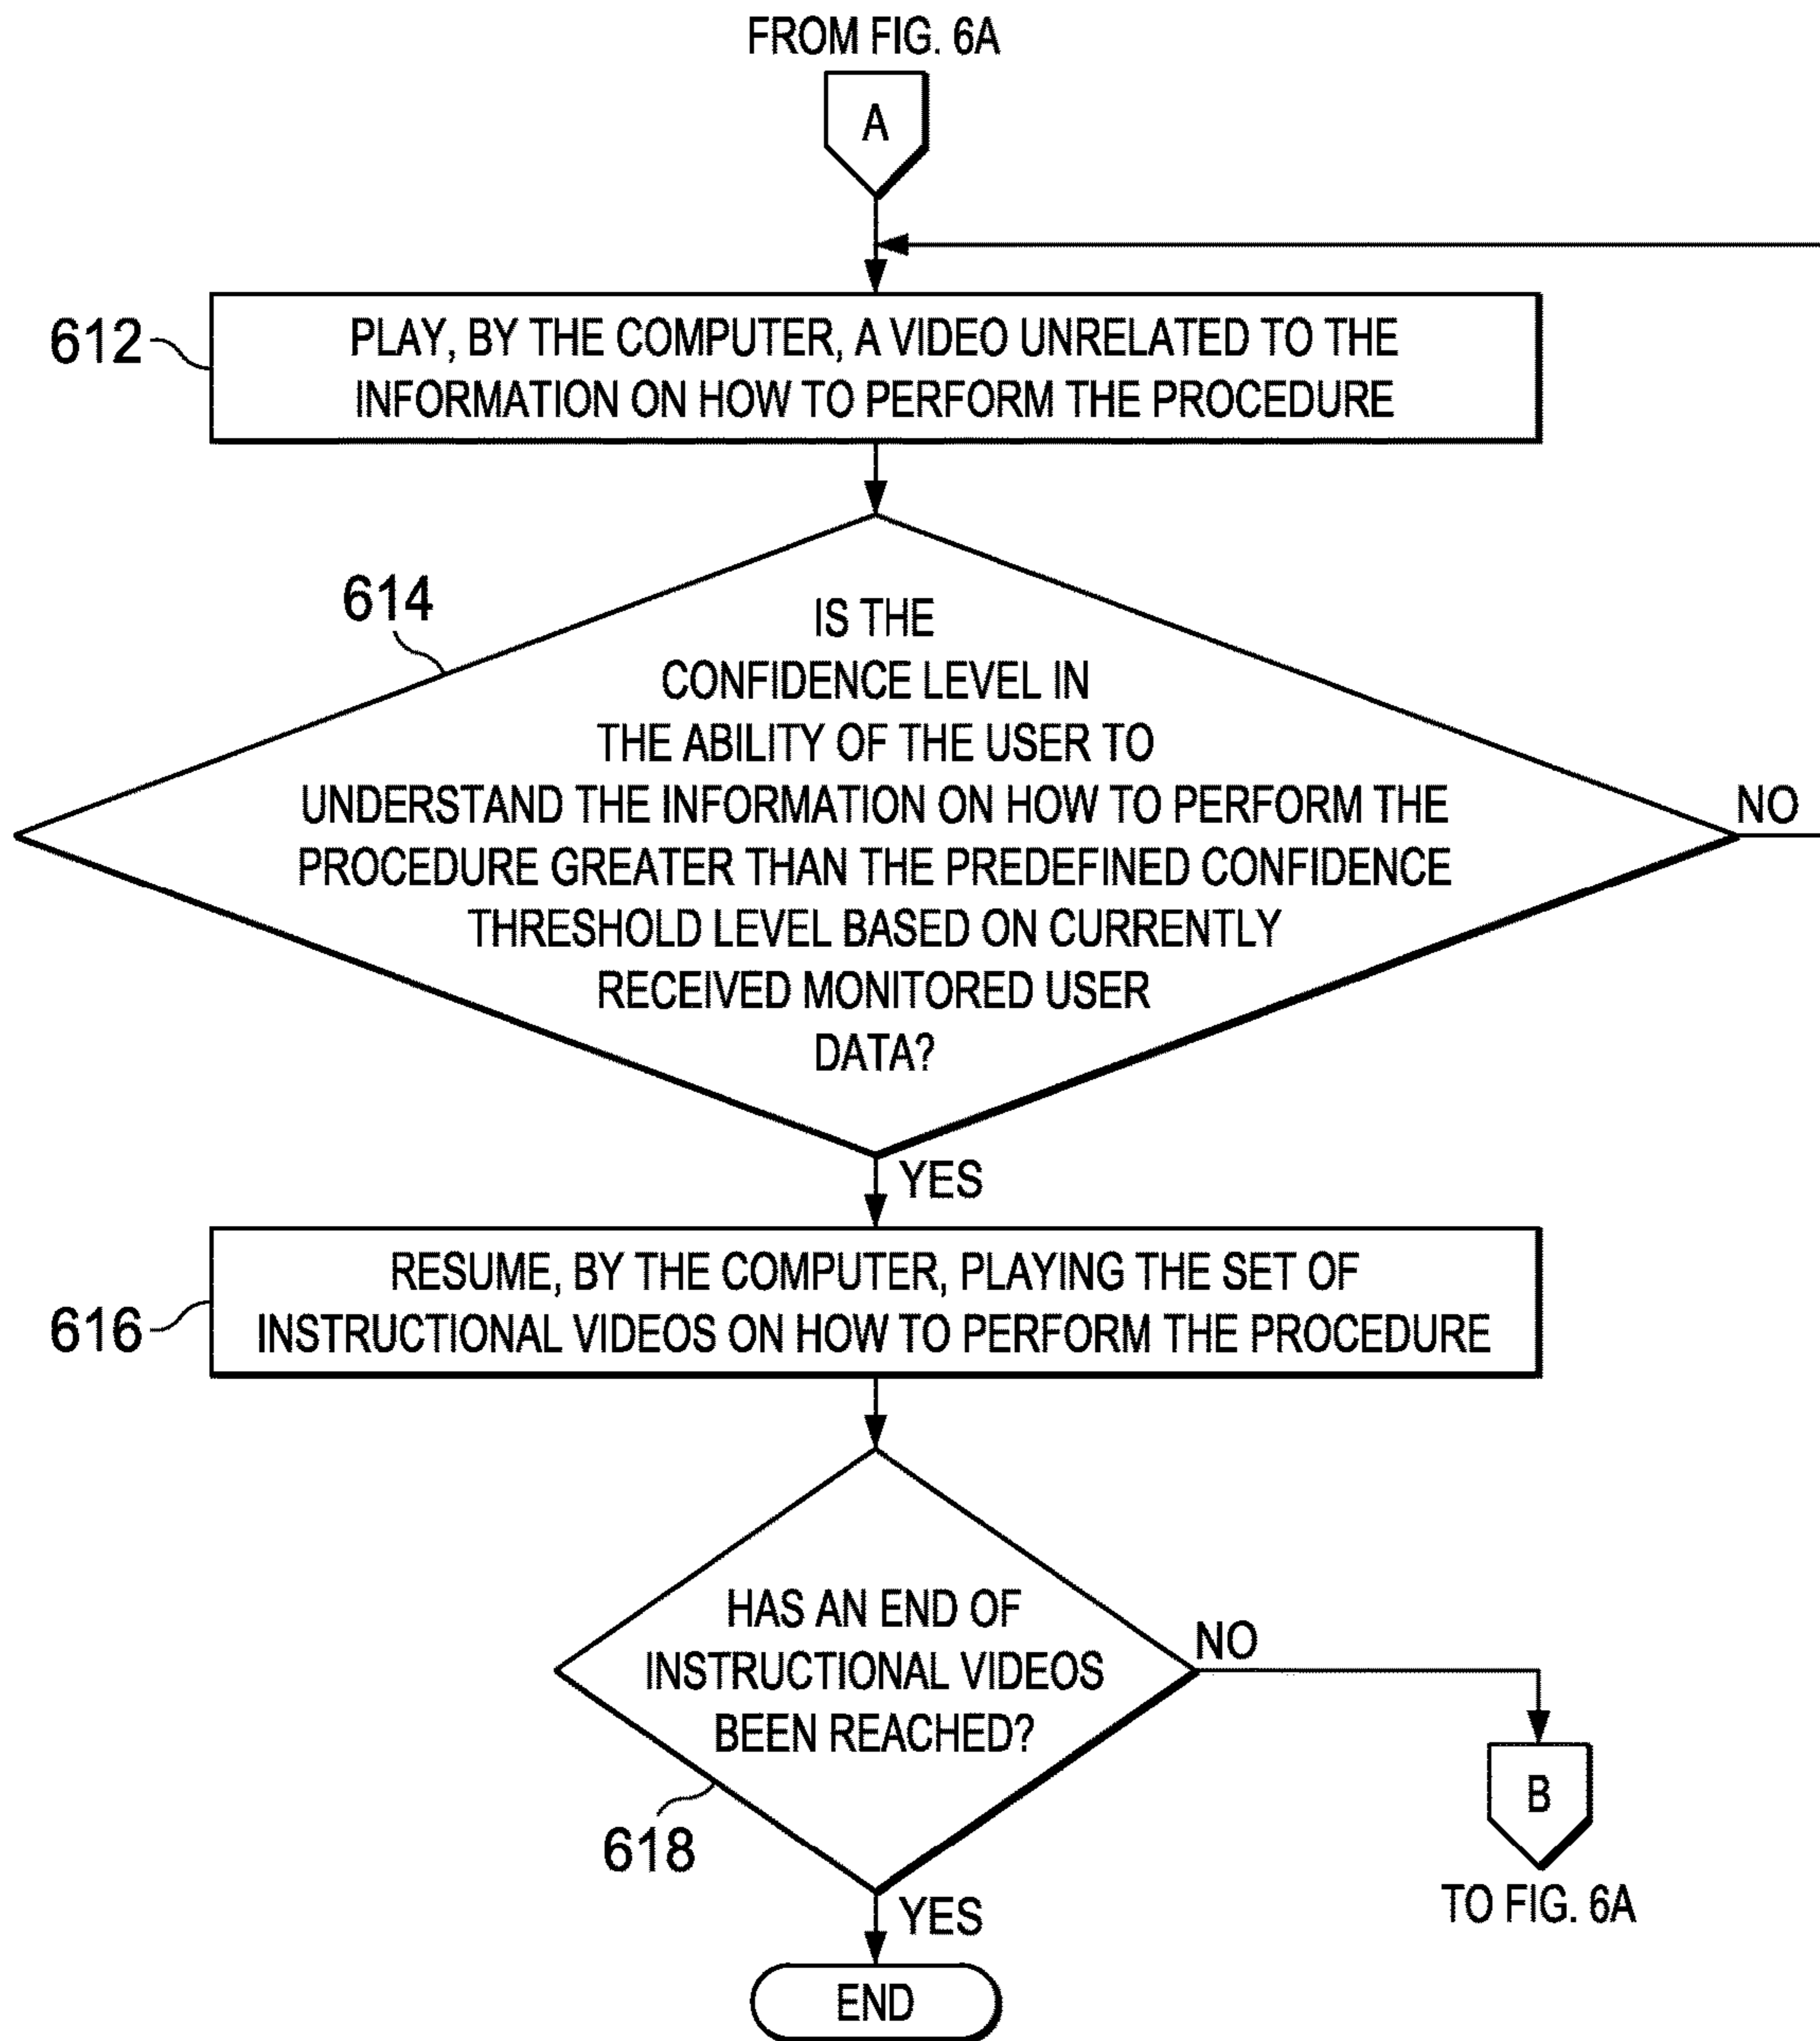 FROM FIG. 6A
A
612
PLAY, BY THE COMPUTER, A VIDEO UNRELATED TO THE
INFORMATION ON HOW TO PERFORM THE PROCEDURE
614
IS THE
CONFIDENCE LEVEL IN
THE ABILITY OF THE USER TO
UNDERSTAND THE INFORMATION ON HOW TO PERFORM THE
PROCEDURE GREATER THAN THE PREDEFINED CONFIDENCE
THRESHOLD LEVEL BASED ON CURRENTLY
RECEIVED MONITORED USER
DATA?
NO
YES
616
RESUME, BY THE COMPUTER, PLAYING THE SET OF
INSTRUCTIONAL VIDEOS ON HOW TO PERFORM THE PROCEDURE
HAS AN END OF
INSTRUCTIONAL VIDEOS
BEEN REACHED?
NO
618
B
TO FIG. 6A
YES
END